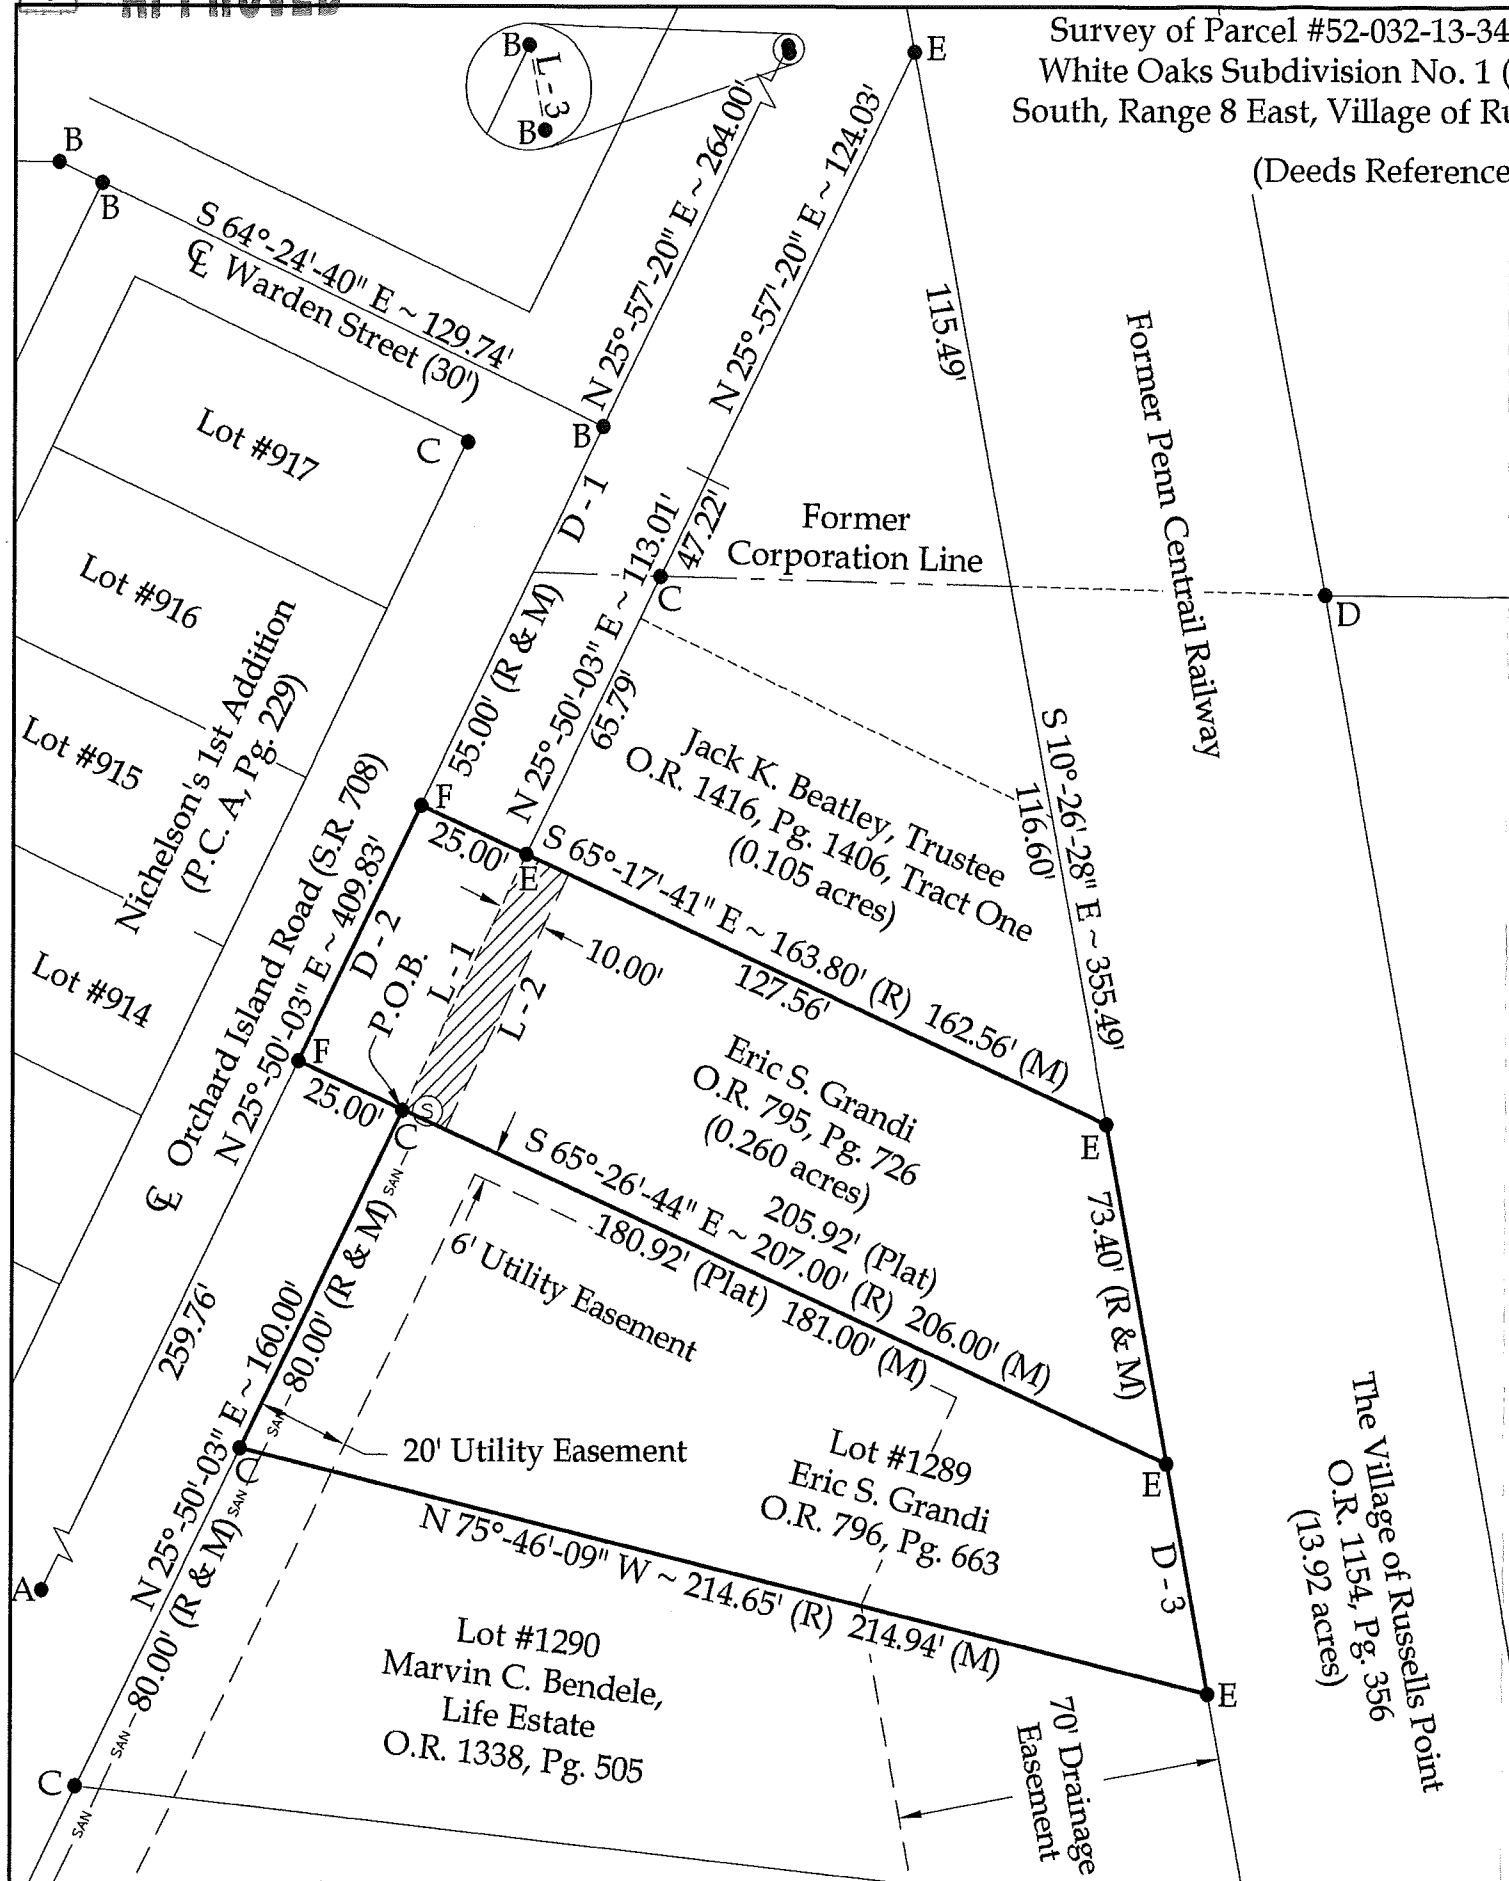 APPROVED
Survey of Parcel #52-032-13-34
White Oaks Subdivision No. 1 (
South, Range 8 East, Village of Ru
(Deeds Reference
B
L - 3
B
E
B
B
S 64°-24'-40" E ~ 129.74'
℄ Warden Street (30')
N 25°-57'-20" E ~ 264.00'
N 25°-57'-20" E ~ 124.03'
115.49'
Former Penn Centrail Railway
B
C
Lot #917
D - 1
47.22'
Former
Corporation Line
C
D
Lot #916
N 25°-50'-03" E ~ 113.01'
55.00' (R & M)
65.79'
Nichelson's 1st Addition
(P.C. A, Pg. 229)
Lot #915
Jack K. Beatley, Trustee
O.R. 1416, Pg. 1406, Tract One
(0.105 acres)
S 10°-26'-28" E ~ 355.49'
116.60'
F
25.00'
E
S 65°-17'-41" E ~ 163.80' (R) 162.56' (M)
127.56'
℄ Orchard Island Road (S.R. 708)
N 25°-50'-03" E ~ 409.83'
D - 2
P.O.B.
L - 1
L - 2
10.00'
Lot #914
F
25.00'
C
S
Eric S. Grandi
O.R. 795, Pg. 726
(0.260 acres)
E
205.92' (Plat)
S 65°-26'-44" E ~ 207.00' (R) 206.00' (M)
180.92' (Plat) 181.00' (M)
73.40' (R & M)
SAN
6' Utility Easement
259.76'
N 25°-50'-03" E ~ 160.00'
80.00' (R & M)
SAN
20' Utility Easement
C
Lot #1289
Eric S. Grandi
O.R. 796, Pg. 663
E
D - 3
The Village of Russells Point
O.R. 1154, Pg. 356
(13.92 acres)
N 75°-46'-09" W ~ 214.65' (R) 214.94' (M)
A
SAN
80.00' (R & M)
Lot #1290
Marvin C. Bendele,
Life Estate
O.R. 1338, Pg. 505
E
70' Drainage
Easement
SAN
C
SAN